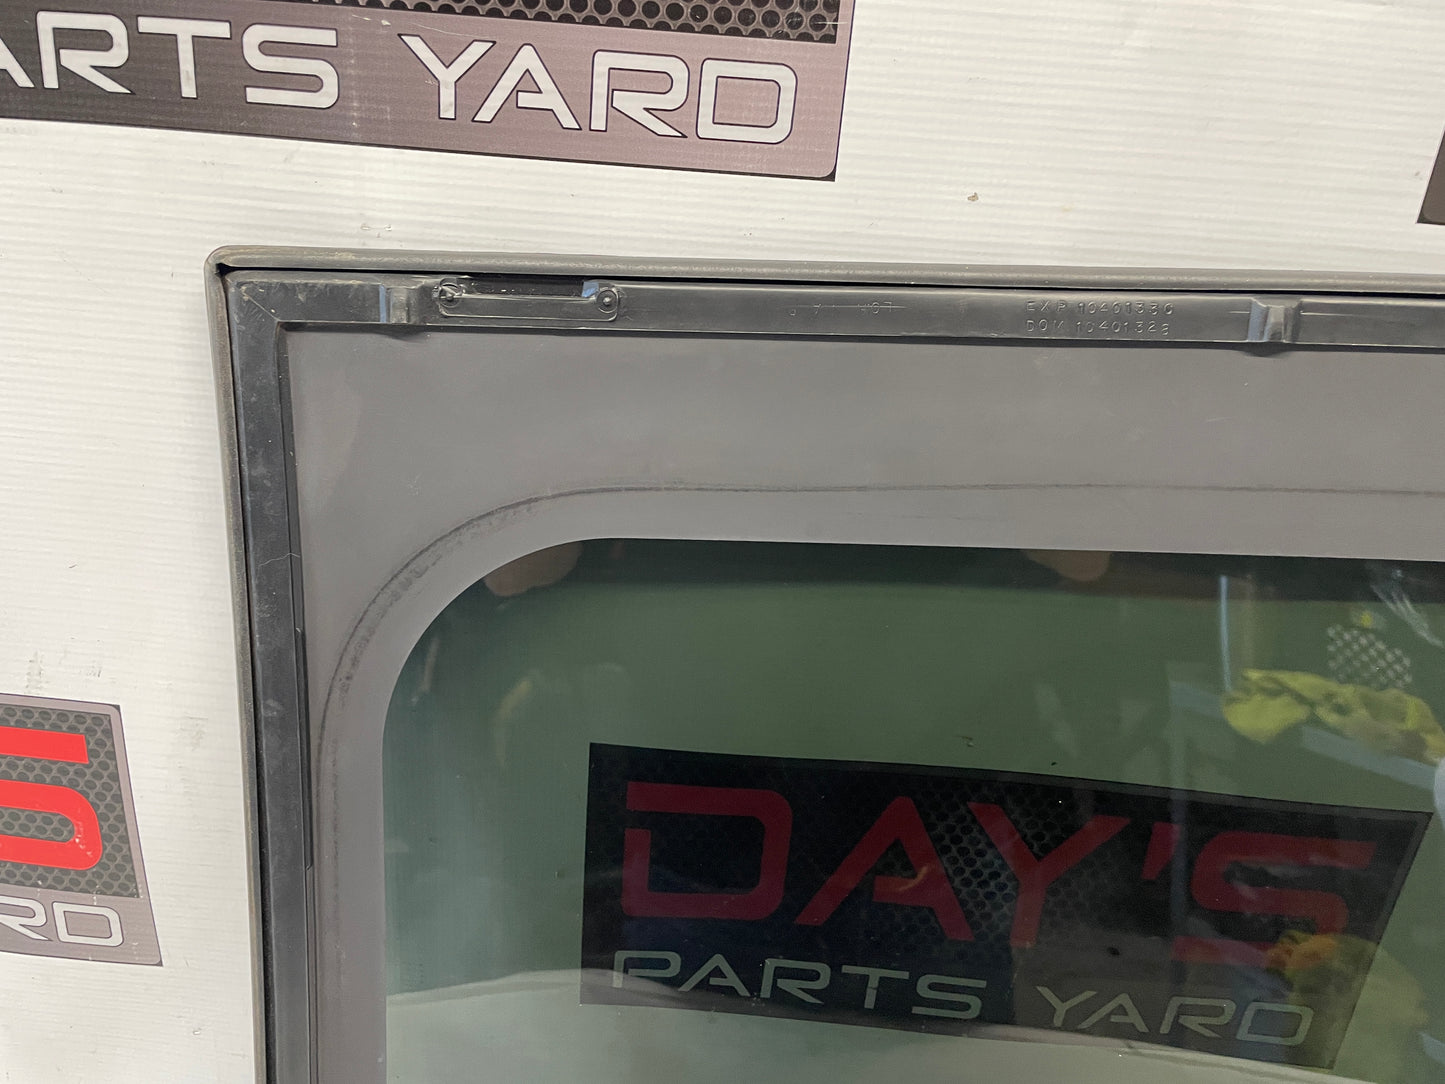 ARTS YARD
EXP 10401330
DOM 10401328
S
RD
DAY'S
PARTS YARD